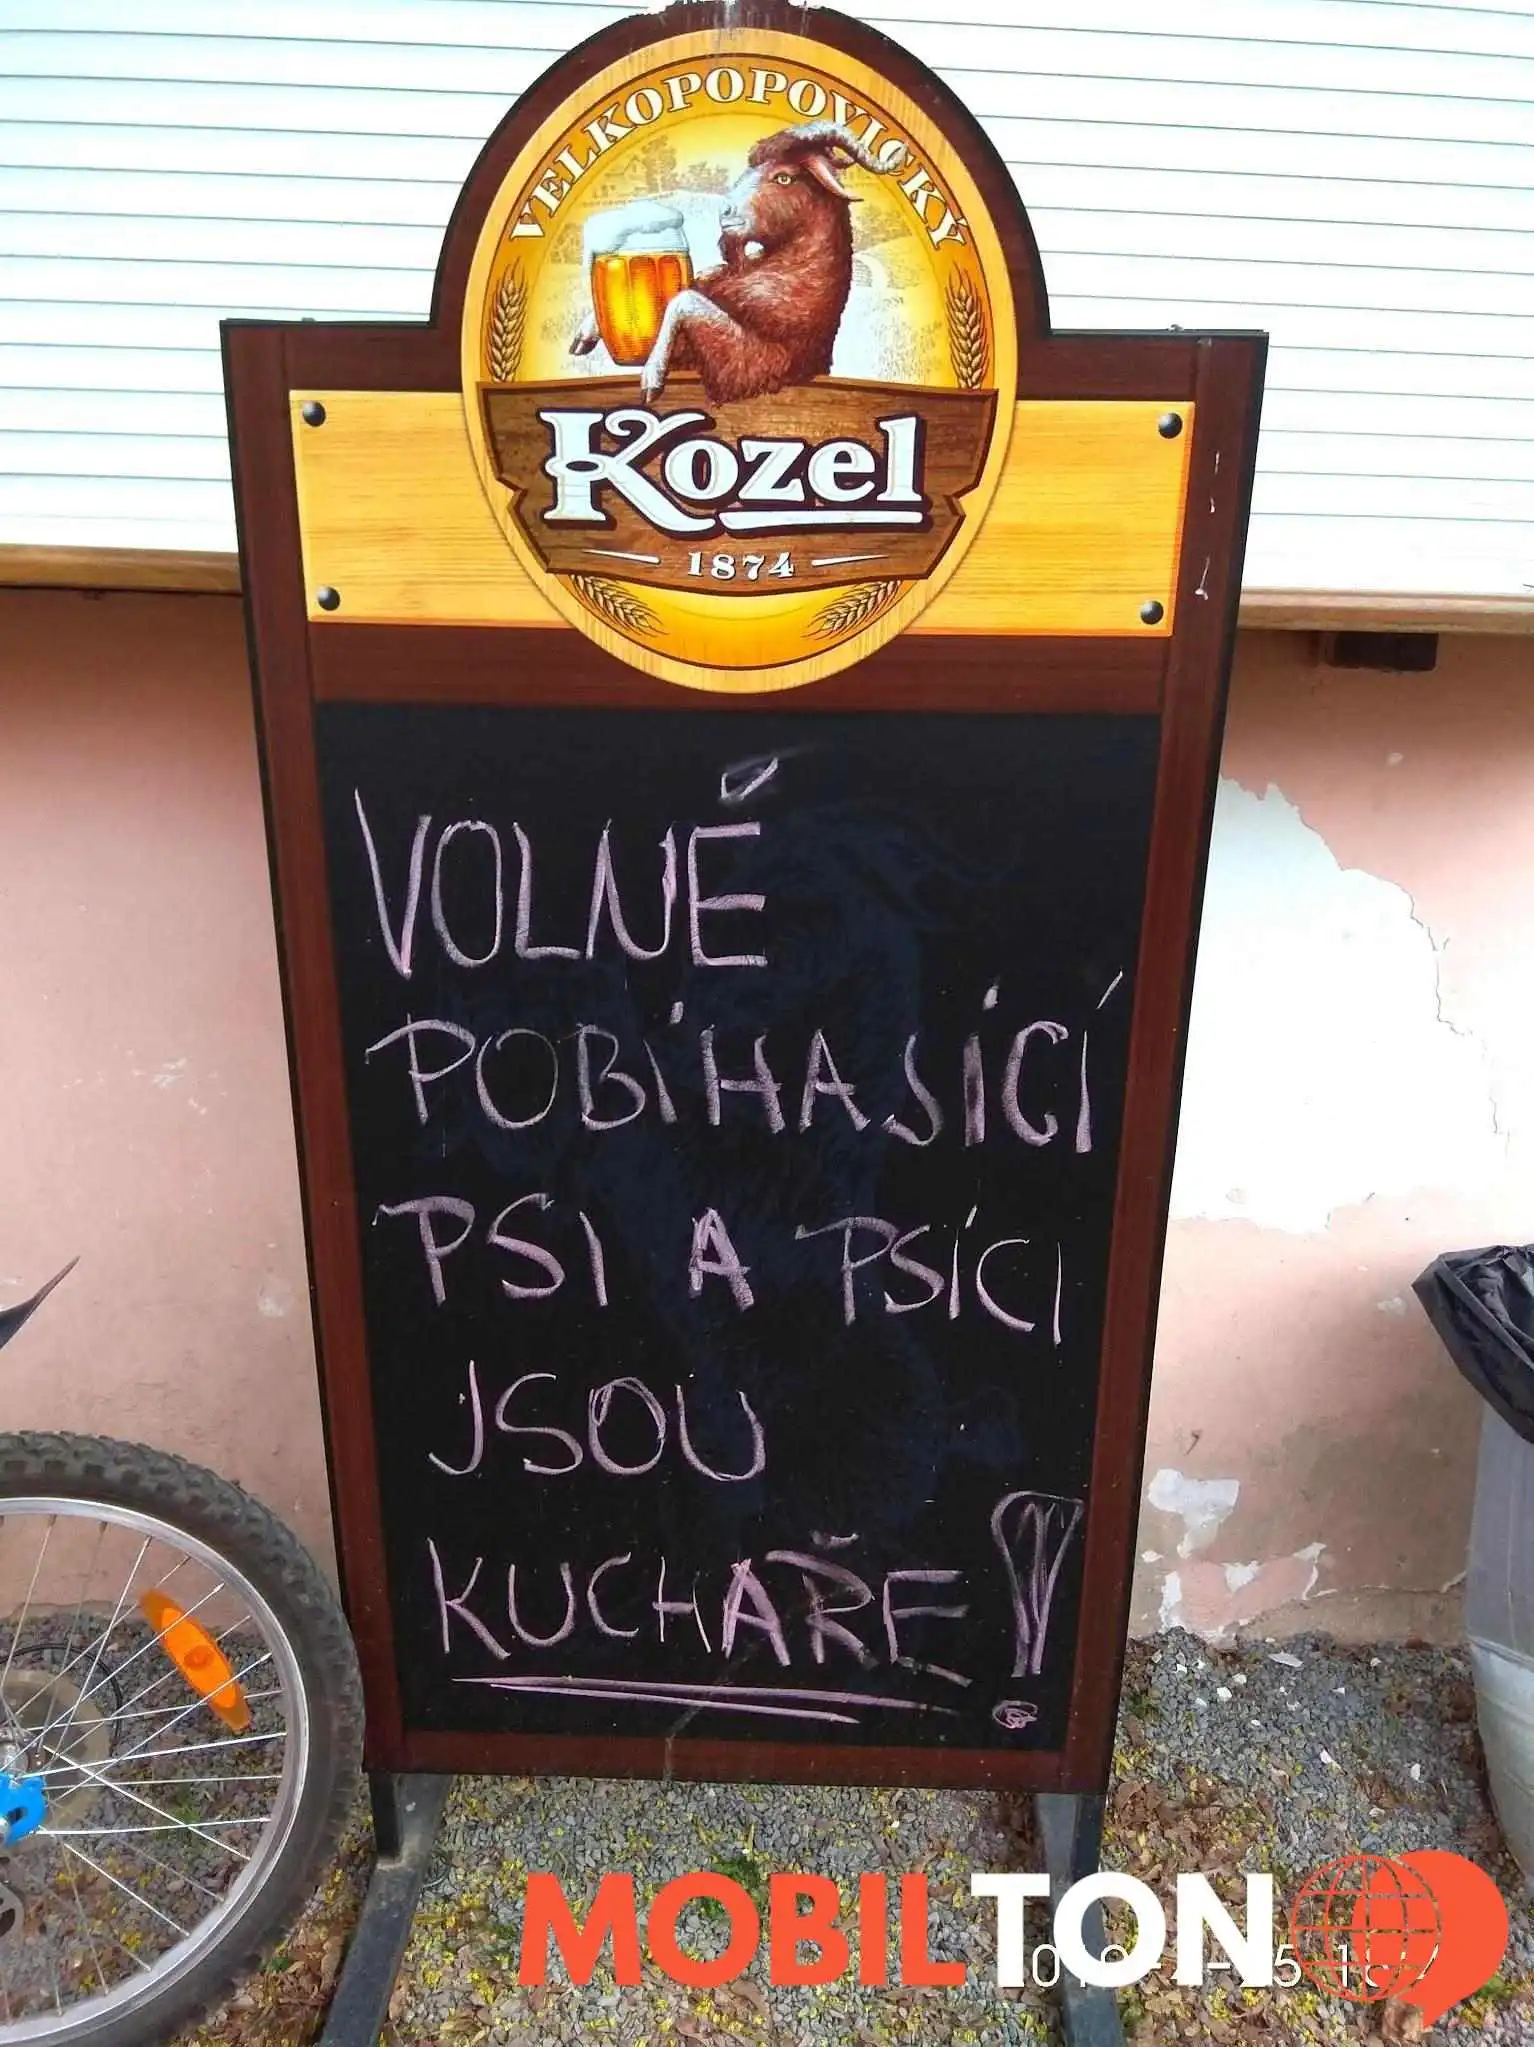 VELKOPOPOVICKÝ
Kozel
1874
VOLNĚ
POBÍHAJÍCÍ
PSI A PSÍCI
JSOU
KUCHAŘE!
MOBILTON